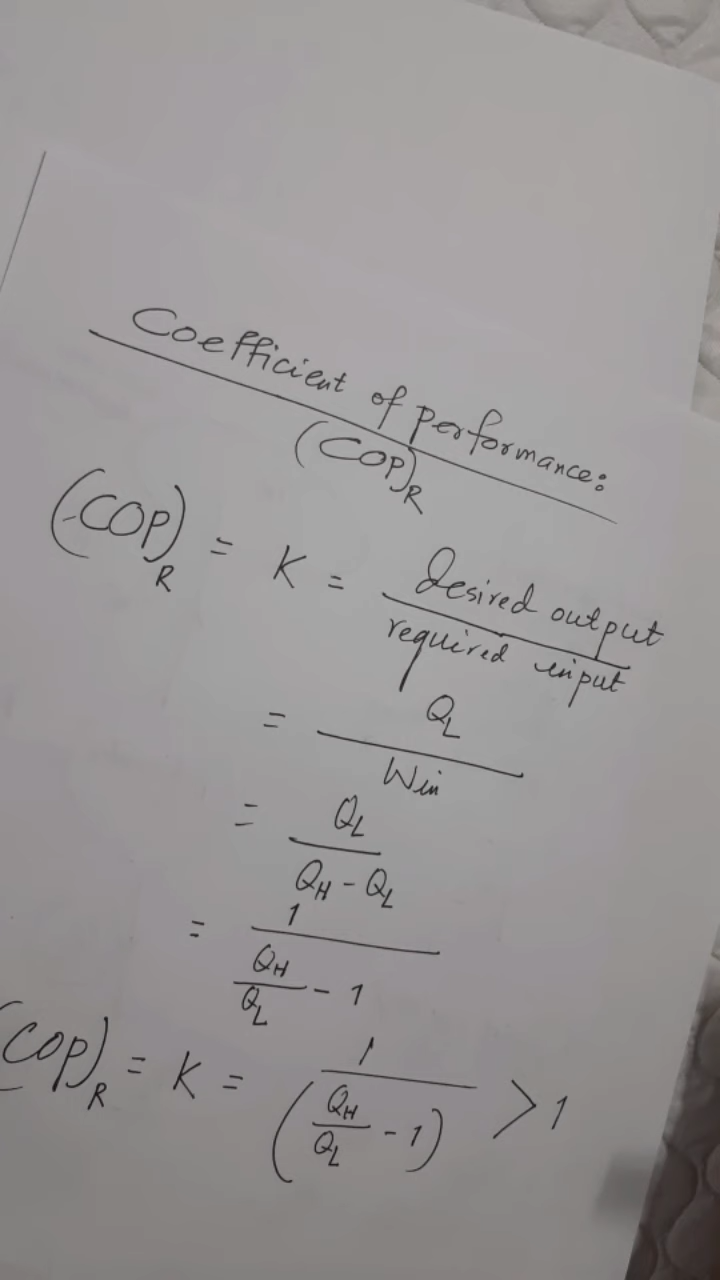 Coefficient of performance:
(COP)R
(COP)R = K = desired output / required input
= QL / Win
= QL / QH - QL
= 1 / QH/QL - 1
(COP)R = K = 1 / (QH/QL - 1) > 1